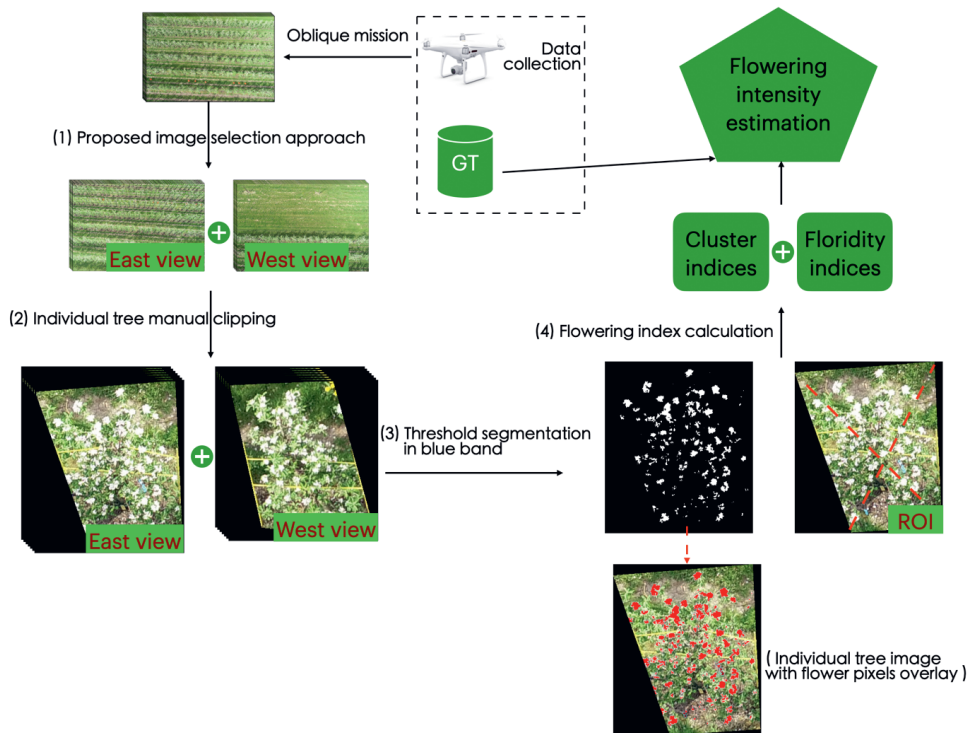 Oblique mission
Data
collection
GT
Flowering
intensity
estimation
(1) Proposed image selection approach
East view
West view
Cluster
indices
Floridity
indices
(2) Individual tree manual clipping
(4) Flowering index calculation
East view
West view
(3) Threshold segmentation
in blue band
ROI
( Individual tree image
with flower pixels overlay )